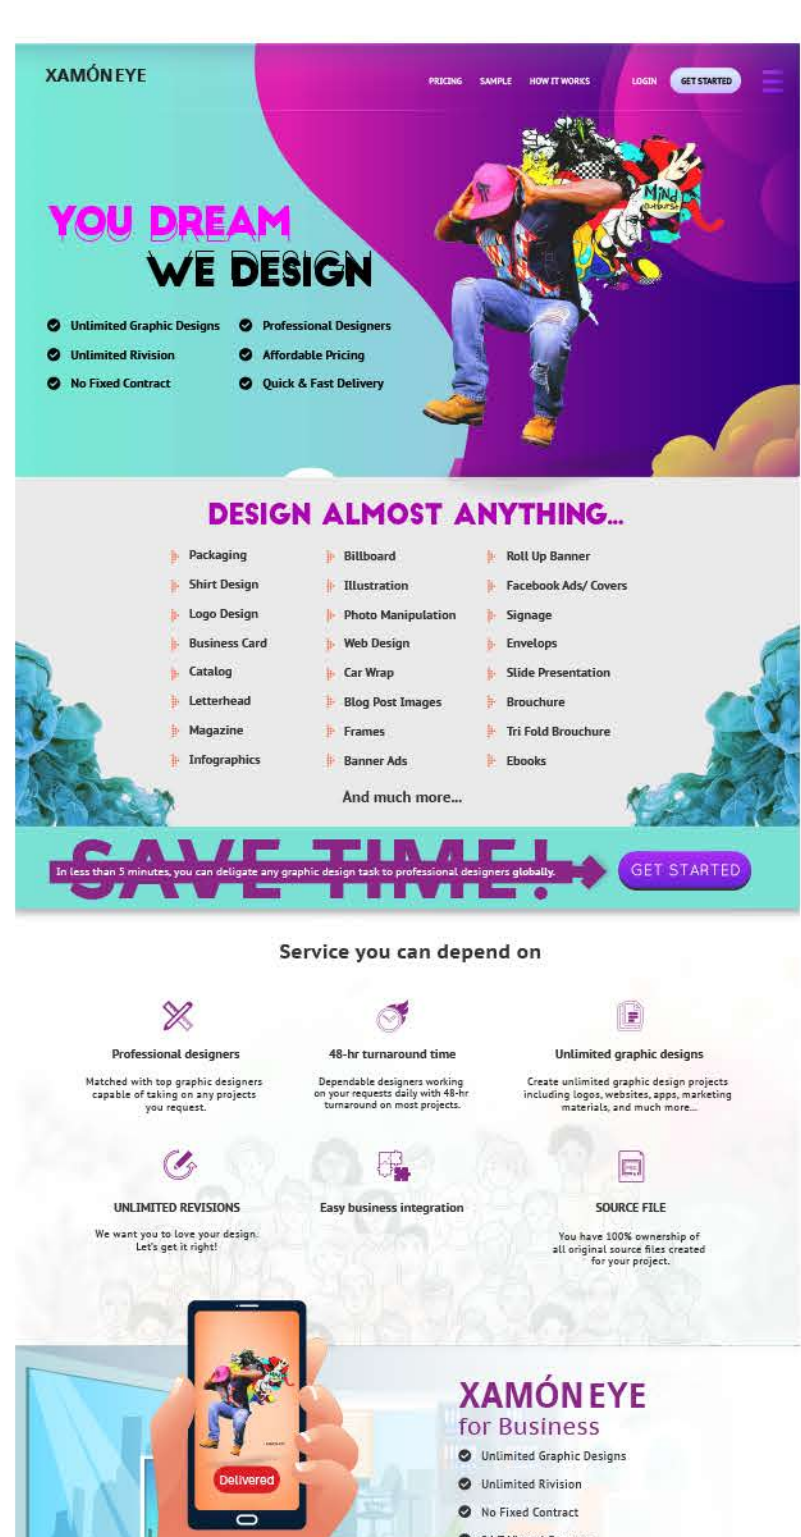 XAMÓN EYE
PRICING SAMPLE HOW IT WORKS LOGIN GET STARTED
MiNd
Outburst
YOU DREAM
WE DESIGN
Unlimited Graphic Designs
Professional Designers
Unlimited Rivision
Affordable Pricing
No Fixed Contract
Quick & Fast Delivery
DESIGN ALMOST ANYTHING...
Packaging
Shirt Design
Logo Design
Business Card
Catalog
Letterhead
Magazine
Infographics
Billboard
Illustration
Photo Manipulation
Web Design
Car Wrap
Blog Post Images
Frames
Banner Ads
Roll Up Banner
Facebook Ads/ Covers
Signage
Envelops
Slide Presentation
Brouchure
Tri Fold Brouchure
Ebooks
And much more...
SAVE TIME!
In less than 5 minutes, you can deligate any graphic design task to professional designers globally.
GET STARTED
Service you can depend on
Professional designers
Matched with top graphic designers
capable of taking on any projects
you request.
48-hr turnaround time
Dependable designers working
on your requests daily with 48-hr
turnaround on most projects.
Unlimited graphic designs
Create unlimited graphic design projects
including logos, websites, apps, marketing
materials, and much more...
UNLIMITED REVISIONS
We want you to love your design.
Let's get it right!
Easy business integration
SOURCE FILE
You have 100% ownership of
all original source files created
for your project.
Delivered
XAMÓN EYE
for Business
Unlimited Graphic Designs
Unlimited Rivision
No Fixed Contract